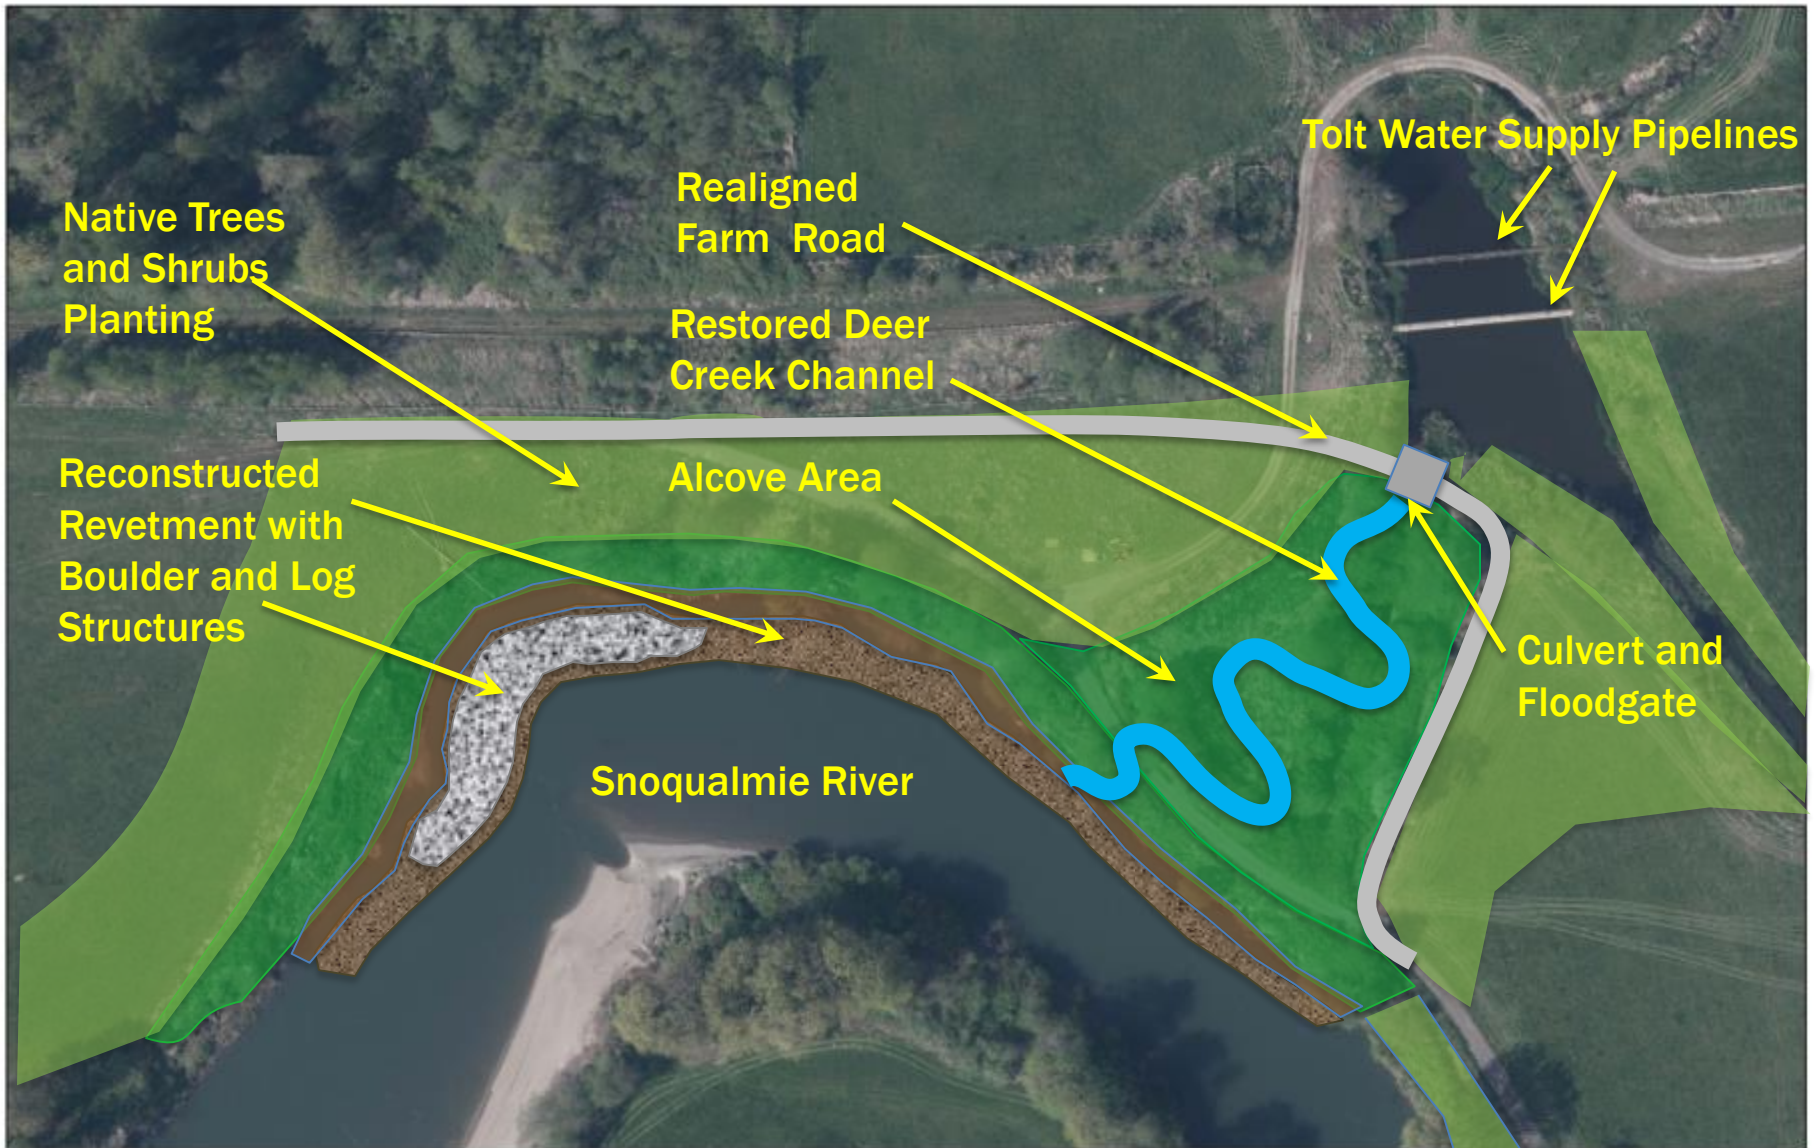 Tolt Water Supply Pipelines
Realigned
Farm  Road
Native Trees
and Shrubs
Planting
Restored Deer
Creek Channel
Reconstructed
Revetment with
Boulder and Log
Structures
Alcove Area
Culvert and
Floodgate
Snoqualmie River